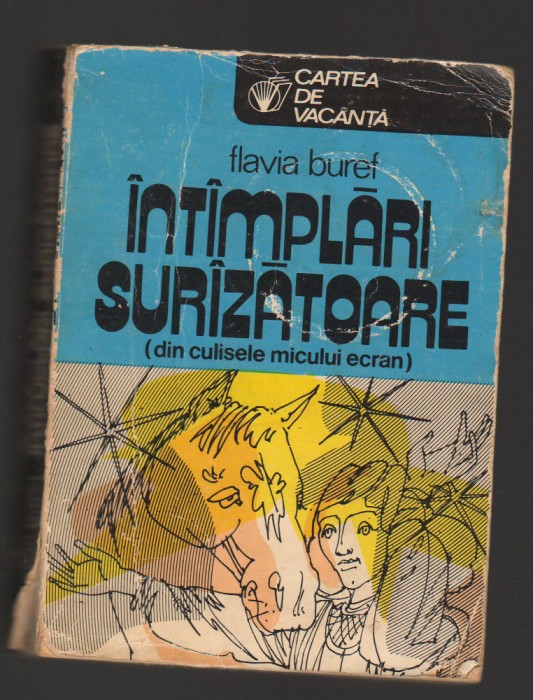 CARTEA
DE
VACANȚĂ
flavia buref
ÎNTÎMPLĂRI
SURÎZĂTOARE
(din culisele micului ecran)